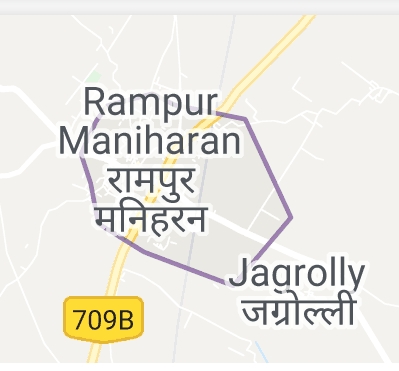 Rampur
Maniharan
रामपुर
मनिहरन
Jagrolly
जग्रोल्ली
709B